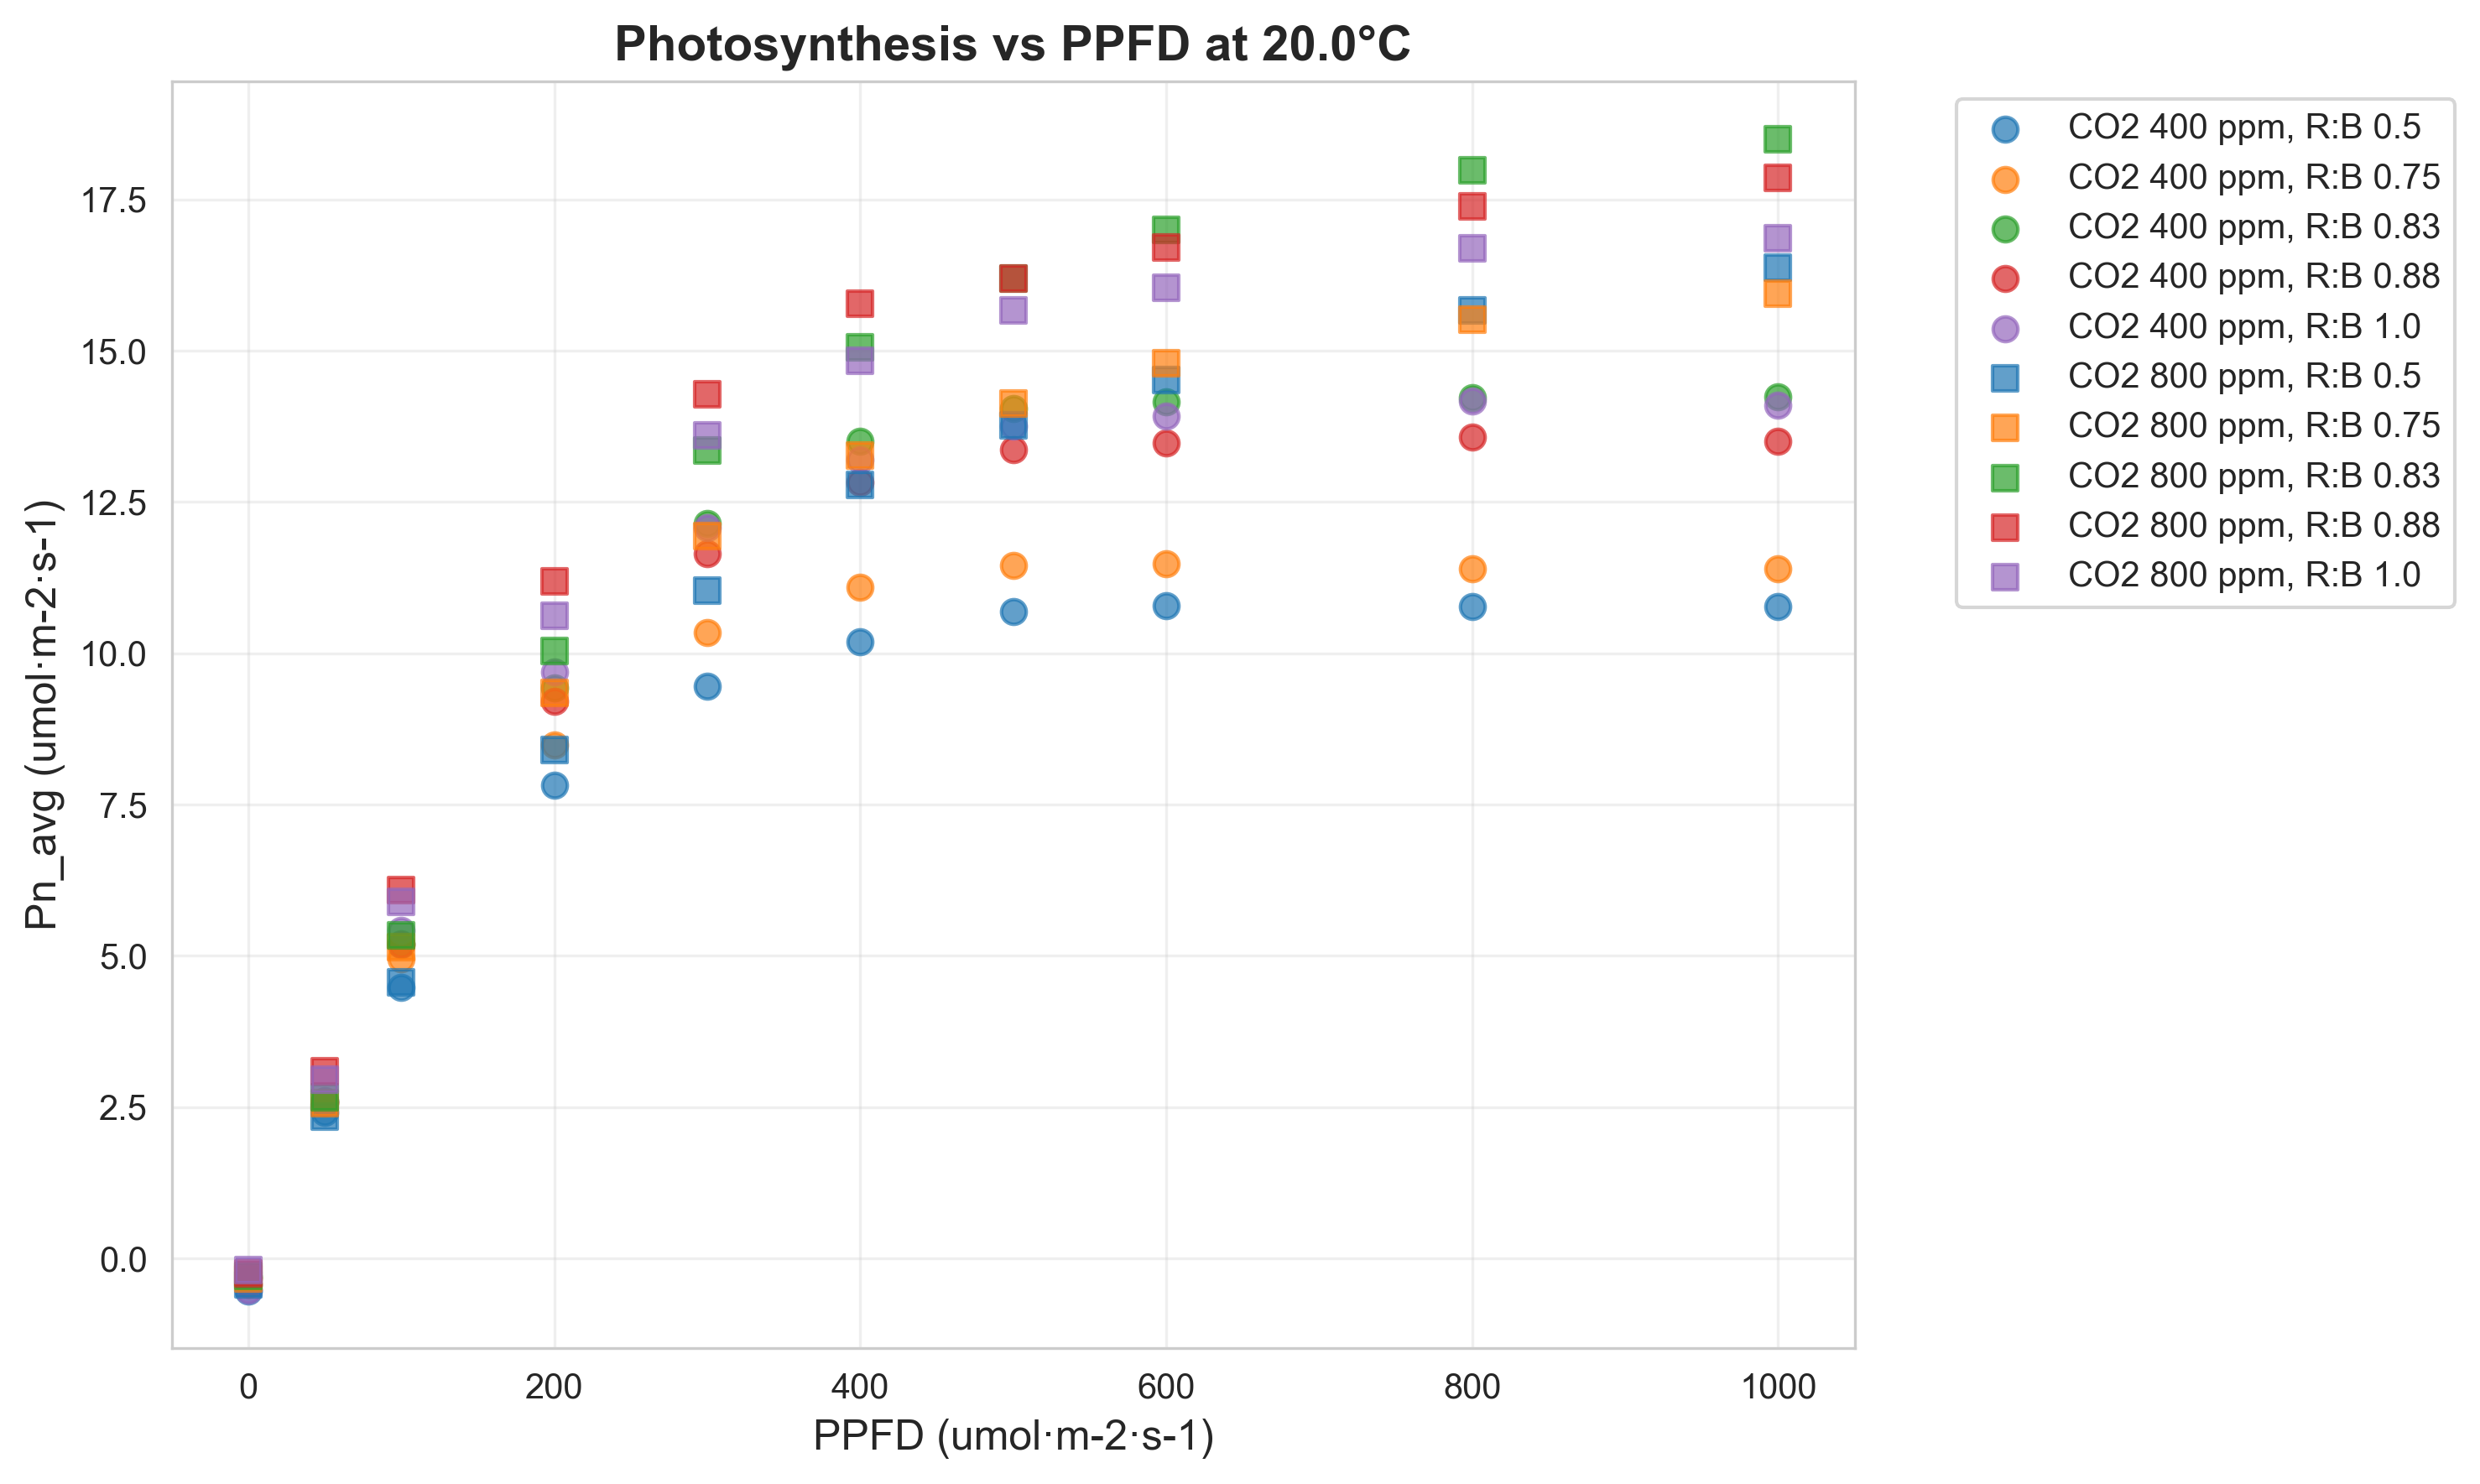 Photosynthesis vs PPFD at 20.0°C
Pn_avg (umol·m-2·s-1)
17.5
15.0
12.5
10.0
7.5
5.0
2.5
0.0
0 200 400 600 800 1000
PPFD (umol·m-2·s-1)
CO2 400 ppm, R:B 0.5
CO2 400 ppm, R:B 0.75
CO2 400 ppm, R:B 0.83
CO2 400 ppm, R:B 0.88
CO2 400 ppm, R:B 1.0
CO2 800 ppm, R:B 0.5
CO2 800 ppm, R:B 0.75
CO2 800 ppm, R:B 0.83
CO2 800 ppm, R:B 0.88
CO2 800 ppm, R:B 1.0